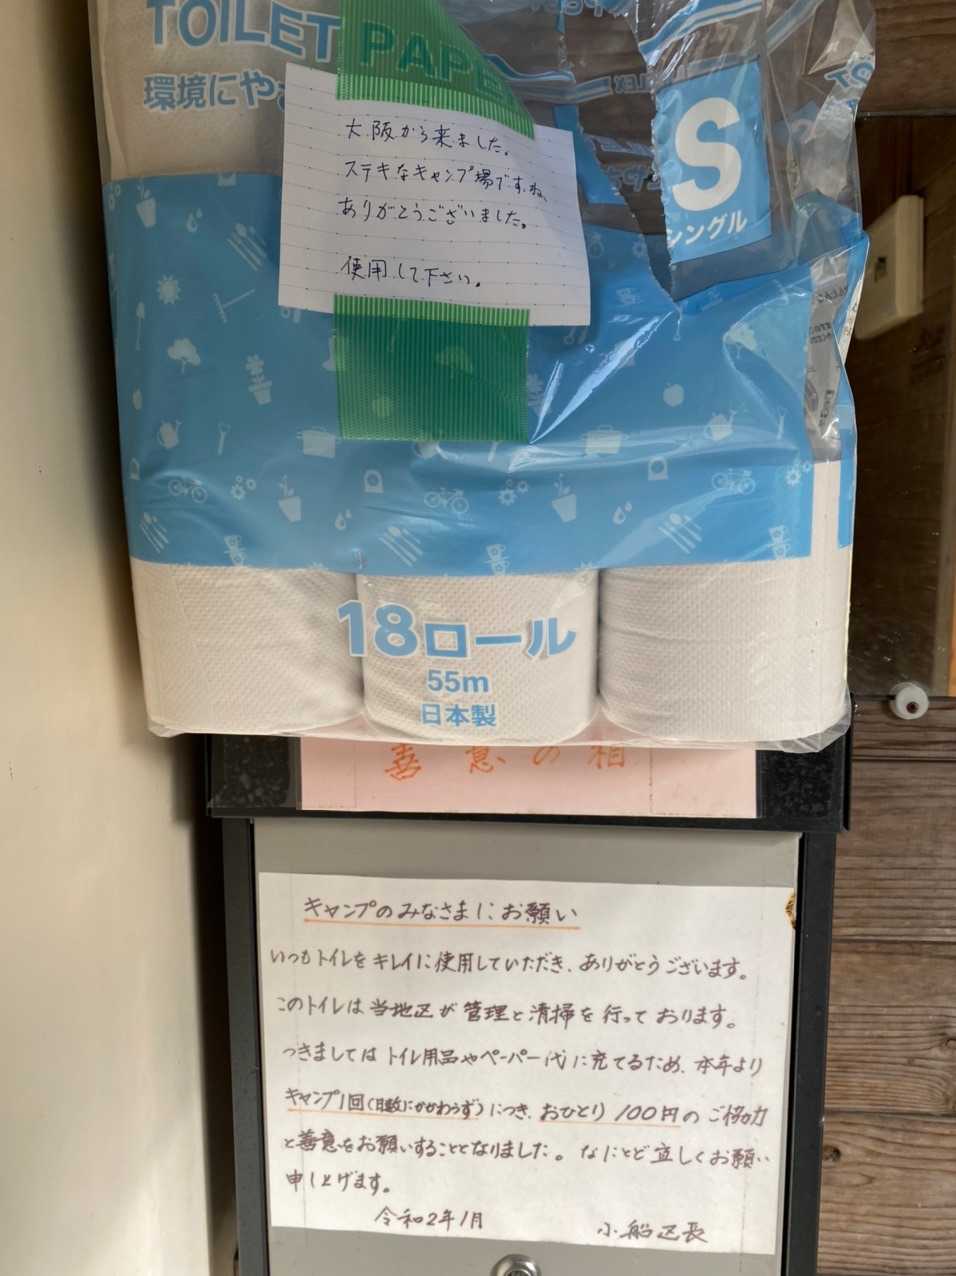 TOILET PAPE
環境にや
S
シングル
大阪から来ました。
ステキなキャンプ場ですね、
ありがとうございました。
使用して下さい。
18ロール
55m
日本製
善意の箱
キャンプのみなさまにお願い
いつもトイレをキレイに使用していただき、ありがとうございます。
このトイレは当地区が管理と清掃を行っております。
つきましてはトイレ用品やペーパー代に充てるため、本年より
キャンプ1回(日数にかかわらず)につき、おひとり100円のご協力
と善意をお願いすることとなりました。なにとど宜しくお願い
申し上げます。
令和2年1月
小船区長